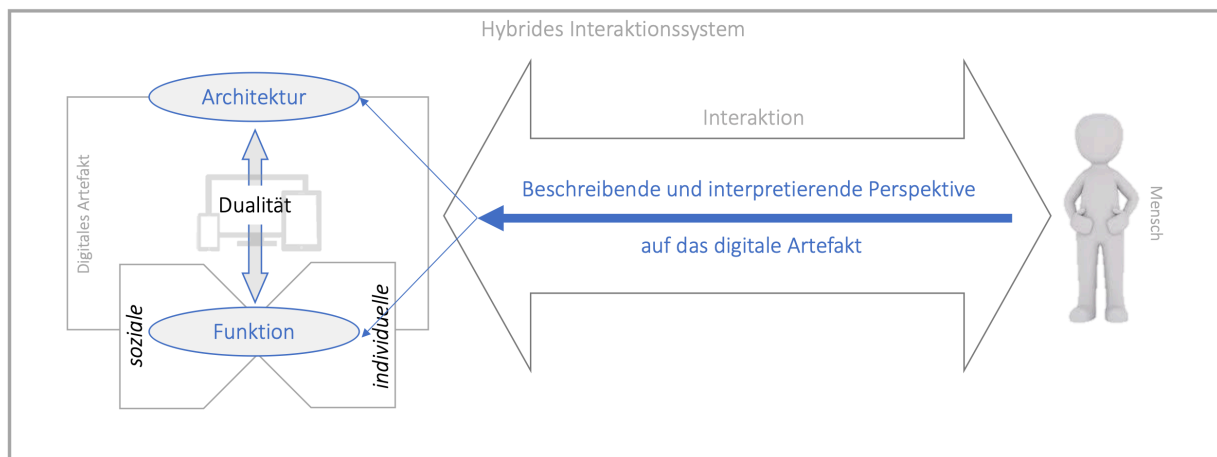 Hybrides Interaktionssystem
Architektur
Digitales Artefakt
Dualität
soziale
Funktion
individuelle
Interaktion
Beschreibende und interpretierende Perspektive
auf das digitale Artefakt
Mensch